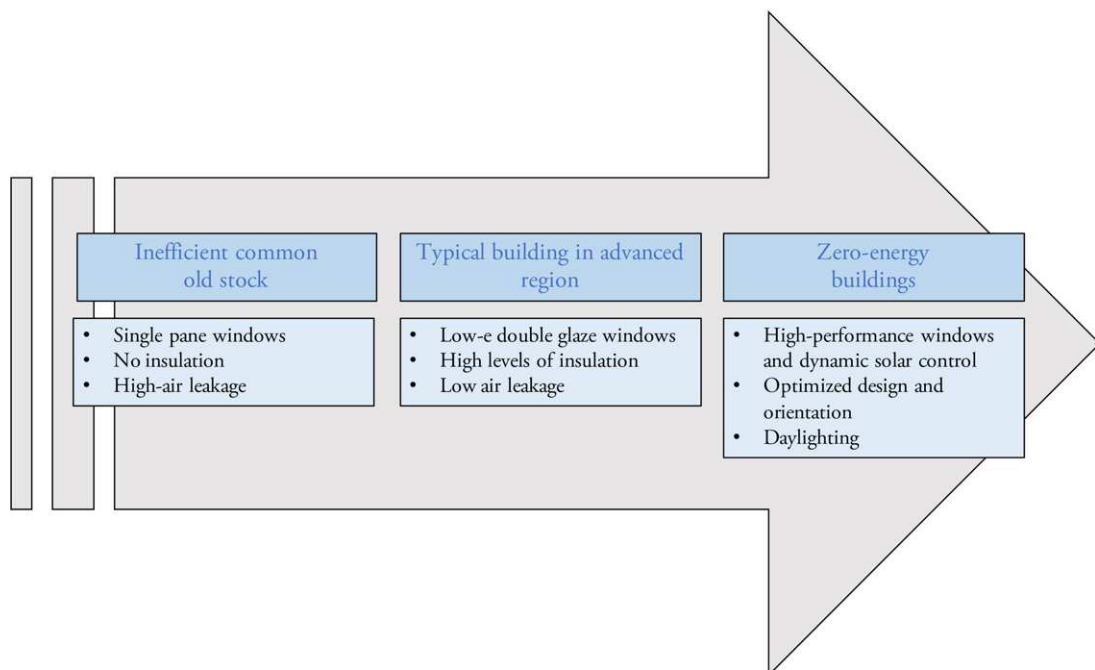 Inefficient common
old stock
• Single pane windows
• No insulation
• High-air leakage
Typical building in advanced
region
• Low-e double glaze windows
• High levels of insulation
• Low air leakage
Zero-energy
buildings
• High-performance windows
and dynamic solar control
• Optimized design and
orientation
• Daylighting